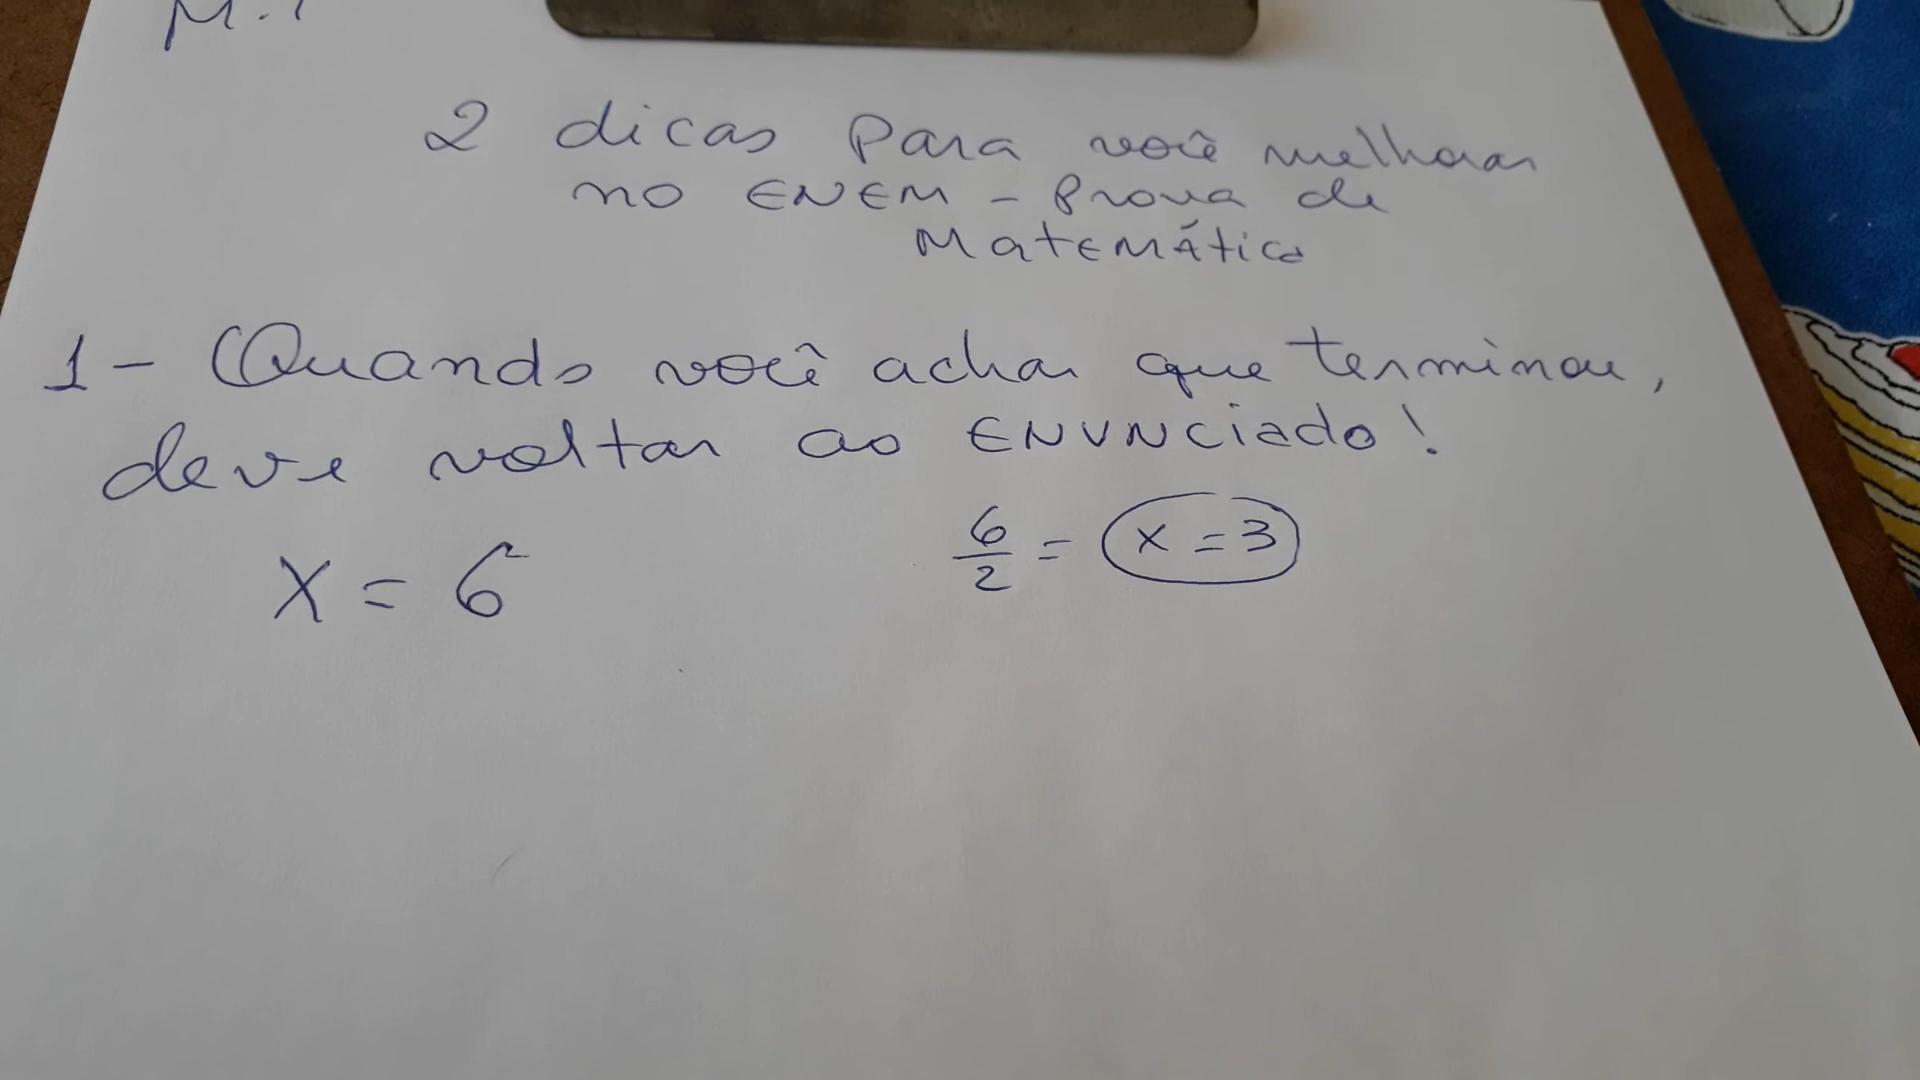 2 dicas para você melhorar
no ENEM - Prova de
Matemática
1 - Quando você achar que terminou,
deve voltar ao ENUNCiado!
x = 6
6/2 = x = 3